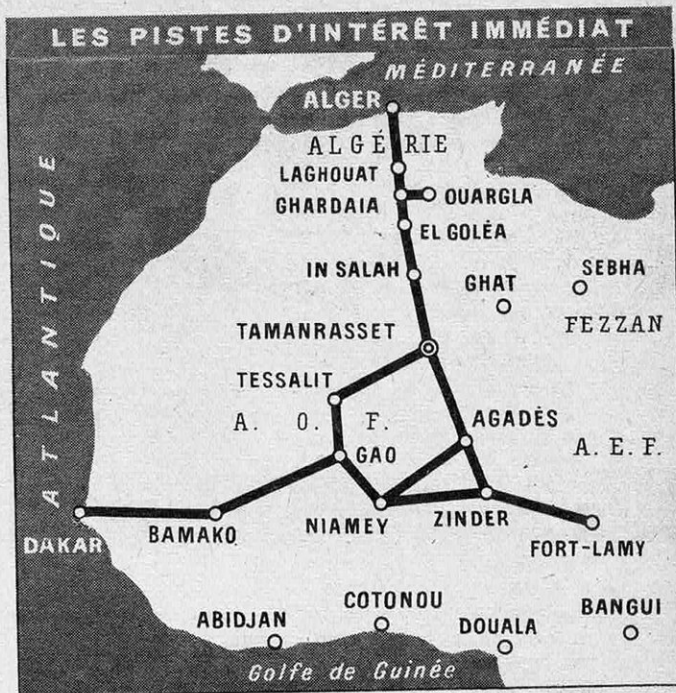 LES PISTES D'INTÉRÊT IMMÉDIAT
MÉDITERRANÉE
ALGER
ALGÉRIE
LAGHOUAT
GHARDAIA
OUARGLA
EL GOLÉA
IN SALAH
GHAT
SEBHA
FEZZAN
TAMANRASSET
TESSALIT
A. O. F.
AGADÈS
GAO
A. E. F.
ATLANTIQUE
DAKAR
BAMAKO
NIAMEY
ZINDER
FORT-LAMY
ABIDJAN
COTONOU
DOUALA
BANGUI
Golfe de Guinée